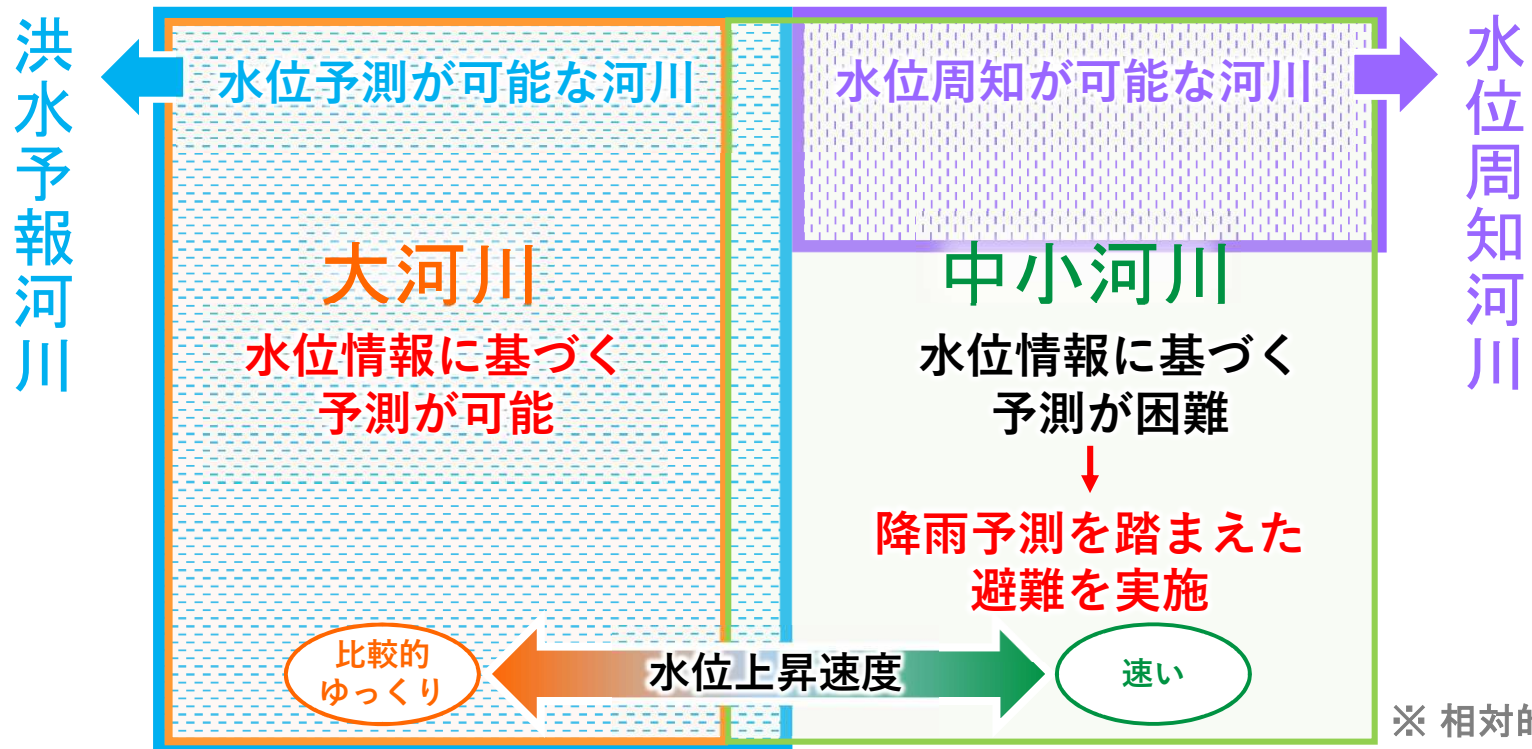 洪水予報河川
水位予測が可能な河川
水位周知が可能な河川
水位周知河川
大河川
水位情報に基づく
予測が可能
中小河川
水位情報に基づく
予測が困難
降雨予測を踏まえた
避難を実施
比較的
ゆっくり
水位上昇速度
速い
※ 相対的